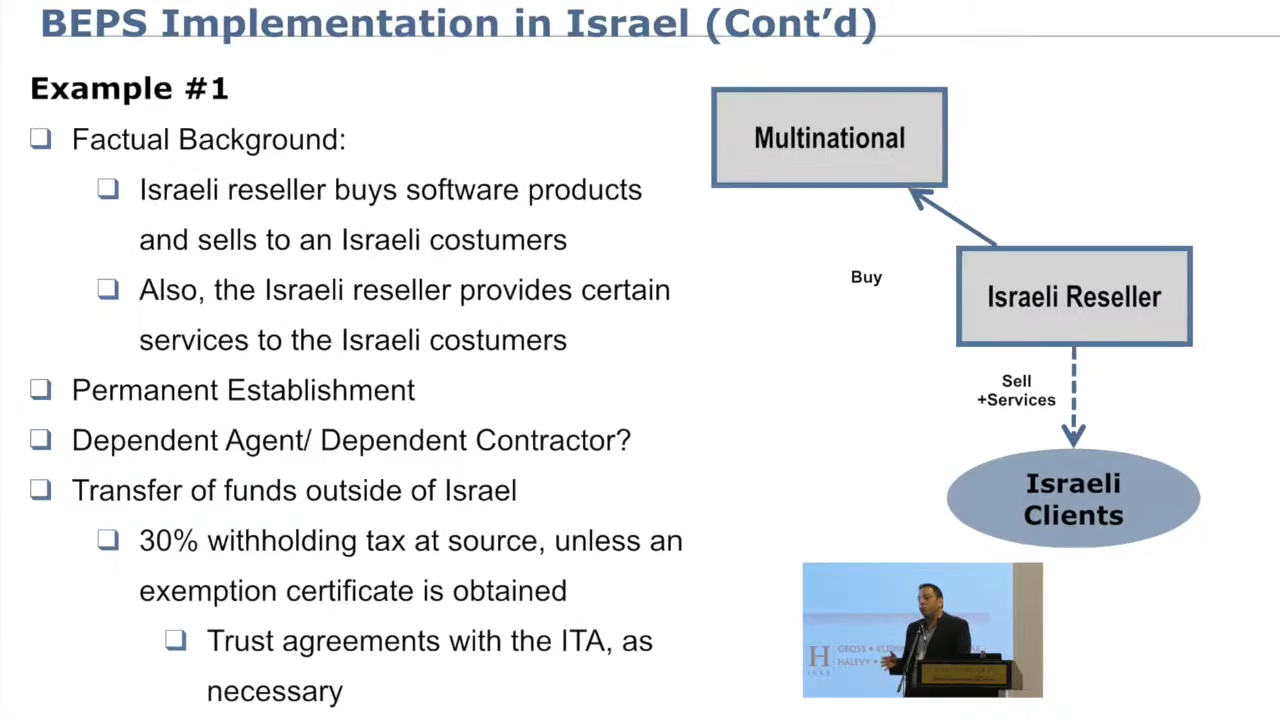 BEPS Implementation in Israel (Cont’d)
Example #1
Factual Background:
Israeli reseller buys software products
and sells to an Israeli costumers
Also, the Israeli reseller provides certain
services to the Israeli costumers
Permanent Establishment
Dependent Agent/ Dependent Contractor?
Transfer of funds outside of Israel
30% withholding tax at source, unless an
exemption certificate is obtained
Trust agreements with the ITA, as
necessary
Multinational
Buy
Israeli Reseller
Sell
+Services
Israeli
Clients
H
GROSS •
HALEVY •